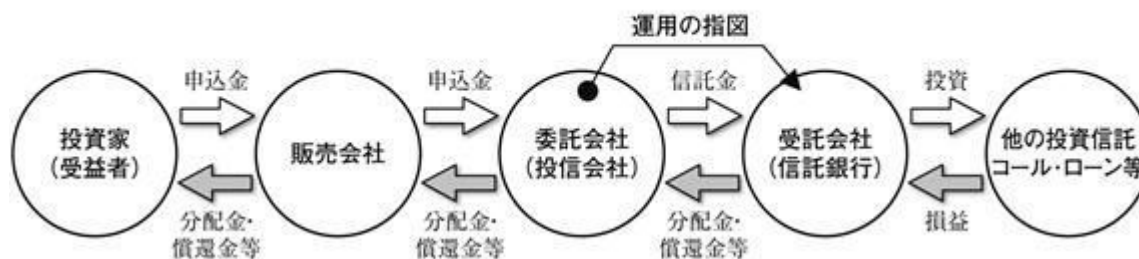 運用の指図
申込金
申込金
信託金
投資
投資家
(受益者)
販売会社
委託会社
(投信会社)
受託会社
(信託銀行)
他の投資信託
コール・ローン等
分配金・
償還金等
分配金・
償還金等
分配金・
償還金等
損益